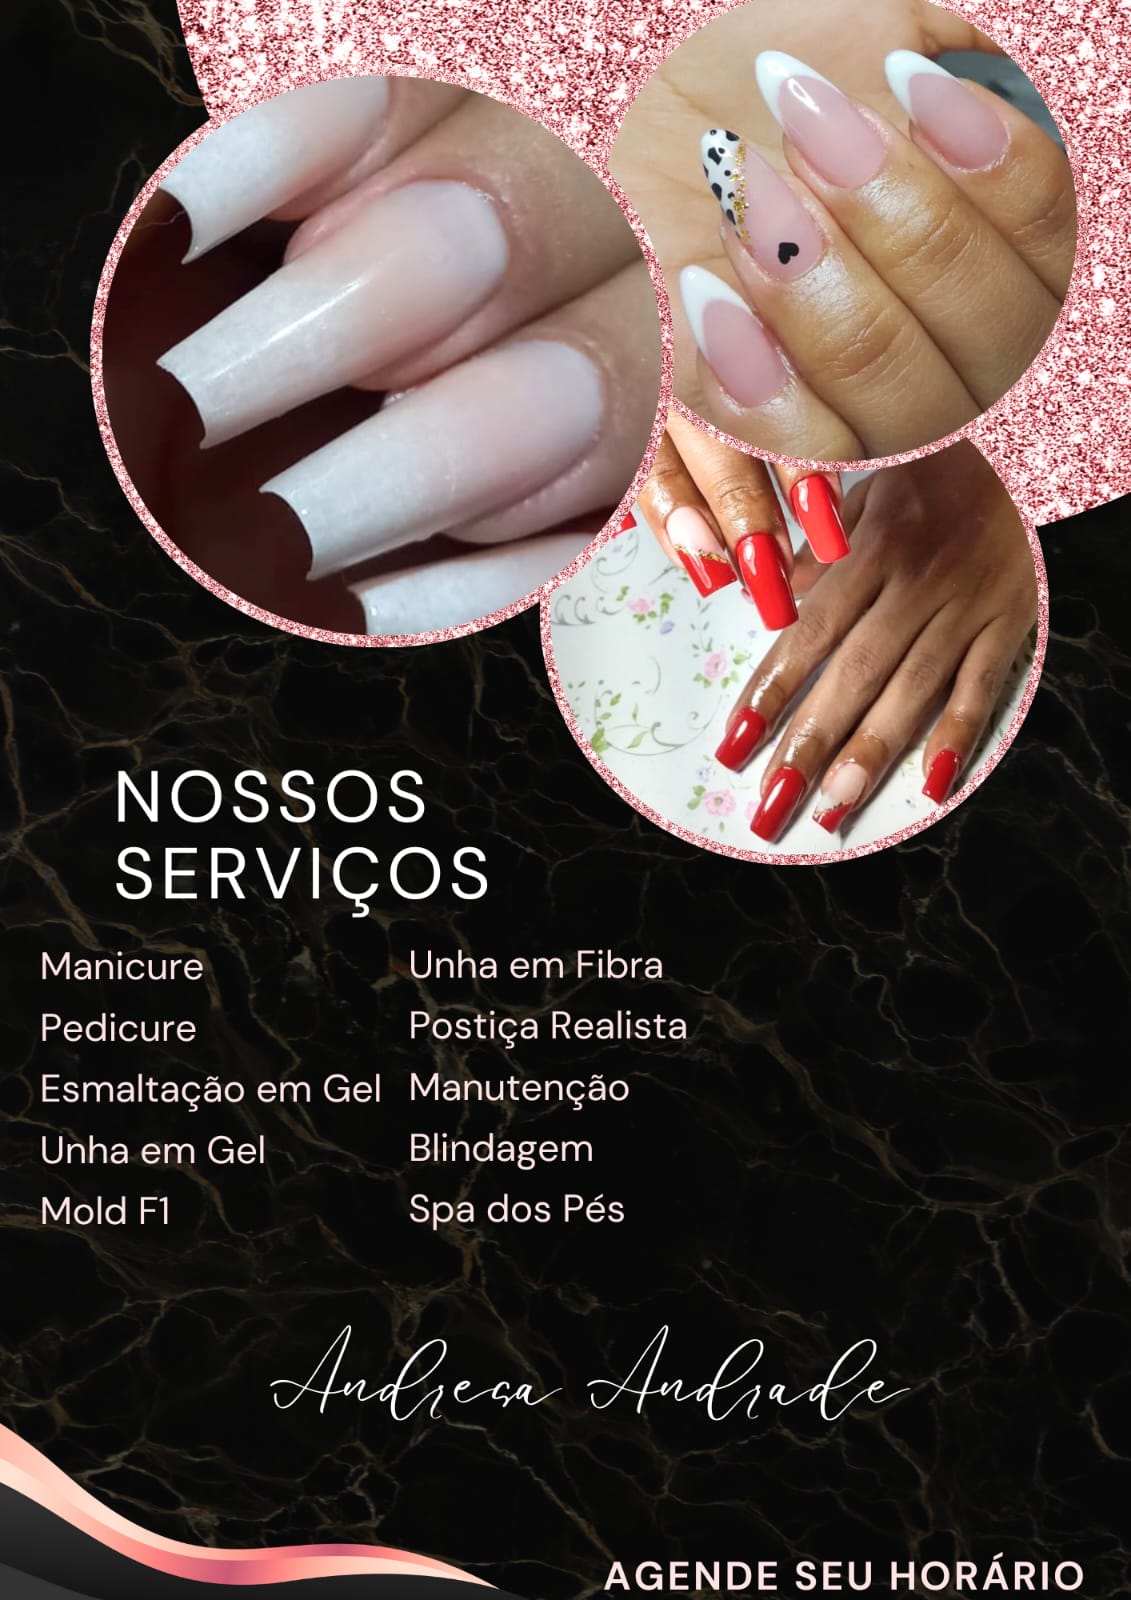 NOSSOS
SERVIÇOS
Manicure
Pedicure
Esmaltação em Gel
Unha em Gel
Mold F1
Unha em Fibra
Postiça Realista
Manutenção
Blindagem
Spa dos Pés
Andresa Andrade
AGENDE SEU HORÁRIO